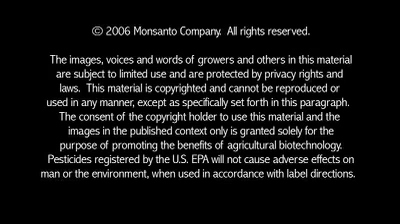 © 2006 Monsanto Company. All rights reserved.
The images, voices and words of growers and others in this material
are subject to limited use and are protected by privacy rights and
laws. This material is copyrighted and cannot be reproduced or
used in any manner, except as specifically set forth in this paragraph.
The consent of the copyright holder to use this material and the
images in the published context only is granted solely for the
purpose of promoting the benefits of agricultural biotechnology.
Pesticides registered by the U.S. EPA will not cause adverse effects on
man or the environment, when used in accordance with label directions.